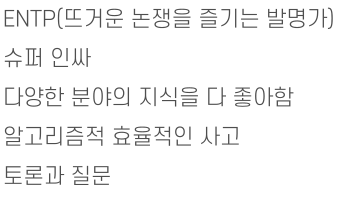 ENTP(뜨거운 논쟁을 즐기는 발명가)
슈퍼 인싸
다양한 분야의 지식을 다 좋아함
알고리즘적 효율적인 사고
토론과 질문